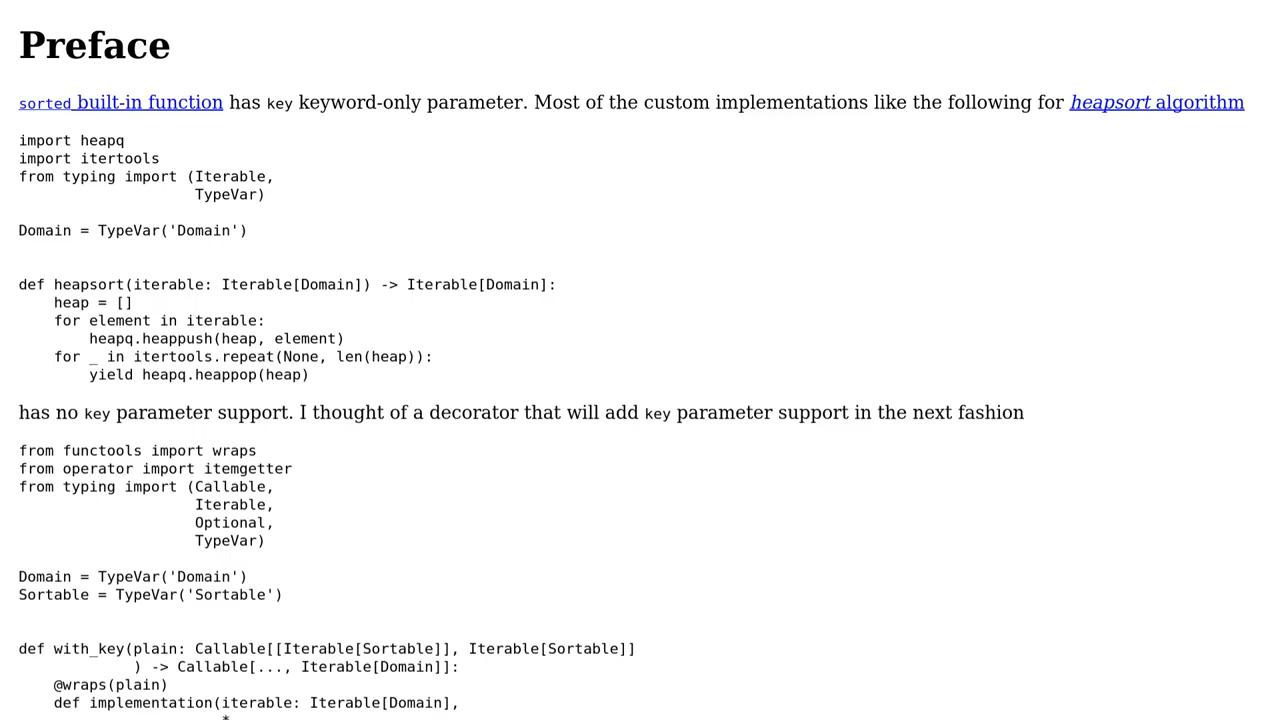 Preface
sorted built-in function has key keyword-only parameter. Most of the custom implementations like the following for heapsort algorithm
import heapq
import itertools
from typing import (Iterable,
                    TypeVar)
Domain = TypeVar('Domain')
def heapsort(iterable: Iterable[Domain]) -> Iterable[Domain]:
    heap = []
    for element in iterable:
        heapq.heappush(heap, element)
    for _ in itertools.repeat(None, len(heap)):
        yield heapq.heappop(heap)
has no key parameter support. I thought of a decorator that will add key parameter support in the next fashion
from functools import wraps
from operator import itemgetter
from typing import (Callable,
                    Iterable,
                    Optional,
                    TypeVar)
Domain = TypeVar('Domain')
Sortable = TypeVar('Sortable')
def with_key(plain: Callable[[Iterable[Sortable]], Iterable[Sortable]]
             ) -> Callable[..., Iterable[Domain]]:
    @wraps(plain)
    def implementation(iterable: Iterable[Domain],
                       *